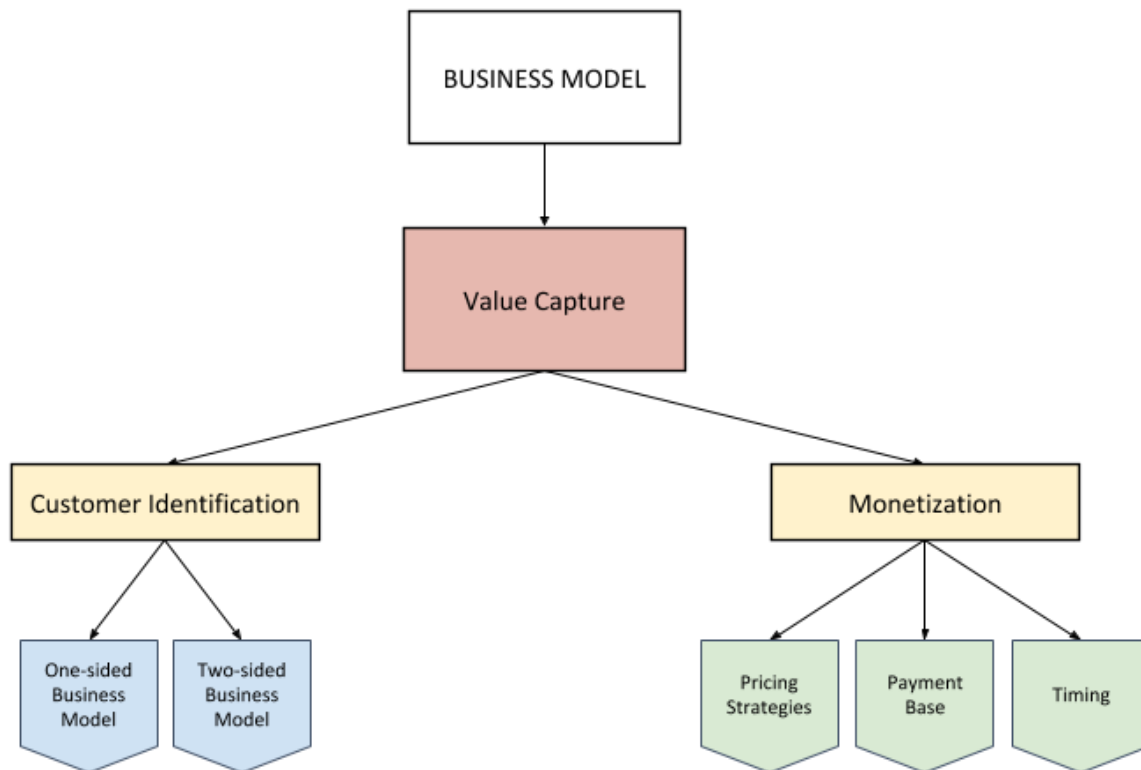 BUSINESS MODEL
Value Capture
Customer Identification
Monetization
One-sided
Business
Model
Two-sided
Business
Model
Pricing
Strategies
Payment
Base
Timing